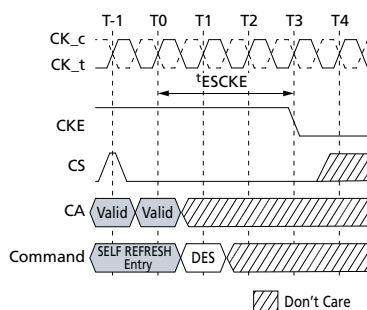 T-1 T0 T1 T2 T3 T4
CK_c
CK_t
tESCKE
CKE
CS
CA Valid Valid
Command SELF REFRESH Entry DES
Don't Care